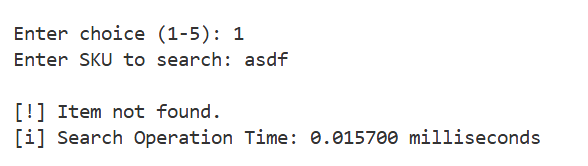 Enter choice (1-5): 1
Enter SKU to search: asdf
[!] Item not found.
[i] Search Operation Time: 0.015700 milliseconds